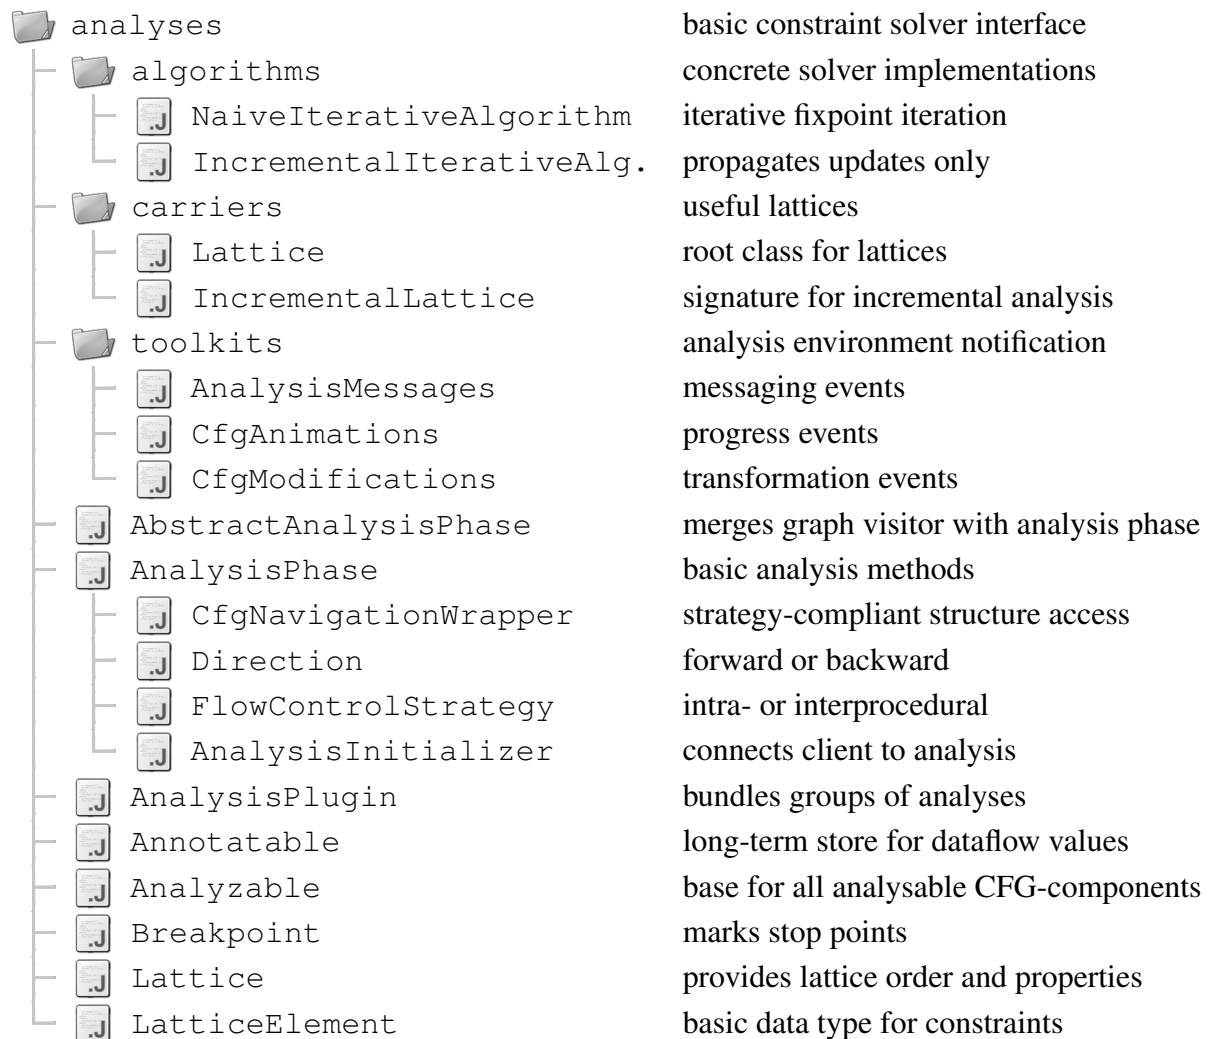 analyses basic constraint solver interface
algorithms concrete solver implementations
.J NaiveIterativeAlgorithm iterative fixpoint iteration
.J IncrementalIterativeAlg. propagates updates only
carriers useful lattices
.J Lattice root class for lattices
.J IncrementalLattice signature for incremental analysis
toolkits analysis environment notification
.J AnalysisMessages messaging events
.J CfgAnimations progress events
.J CfgModifications transformation events
.J AbstractAnalysisPhase merges graph visitor with analysis phase
.J AnalysisPhase basic analysis methods
.J CfgNavigationWrapper strategy-compliant structure access
.J Direction forward or backward
.J FlowControlStrategy intra- or interprocedural
.J AnalysisInitializer connects client to analysis
.J AnalysisPlugin bundles groups of analyses
.J Annotatable long-term store for dataflow values
.J Analyzable base for all analysable CFG-components
.J Breakpoint marks stop points
.J Lattice provides lattice order and properties
.J LatticeElement basic data type for constraints